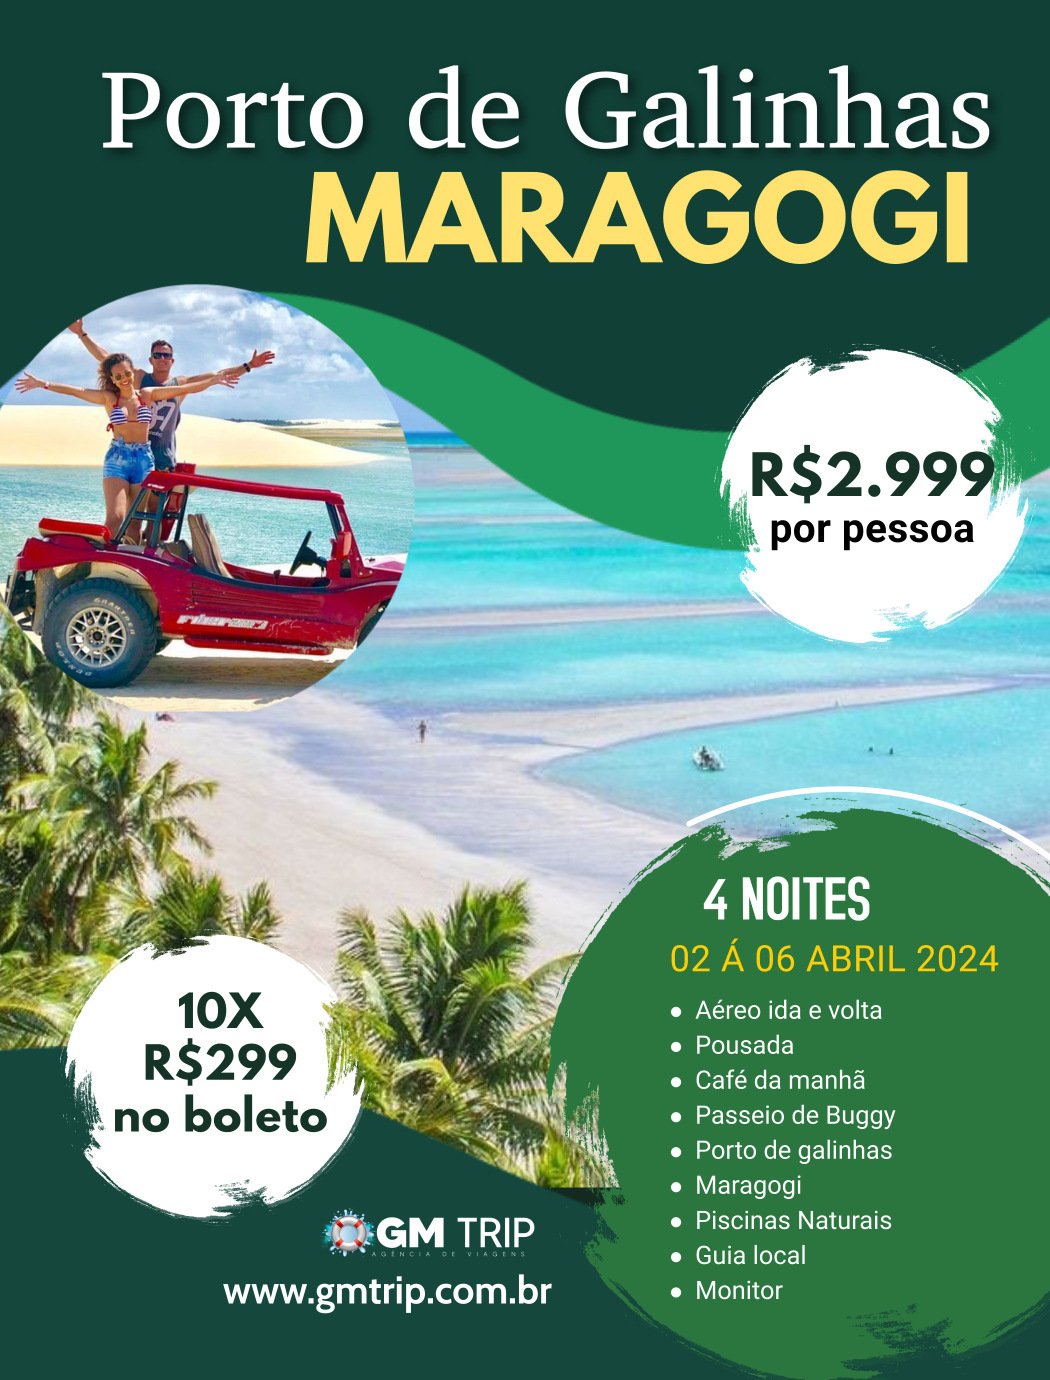 Porto de Galinhas
MARAGOGI
R$2.999
por pessoa
4 NOITES
02 Á 06 ABRIL 2024
Aéreo ida e volta
Pousada
Café da manhã
Passeio de Buggy
Porto de galinhas
Maragogi
Piscinas Naturais
Guia local
Monitor
10X
R$299
no boleto
GM TRIP
AGÊNCIA DE VIAGENS
www.gmtrip.com.br